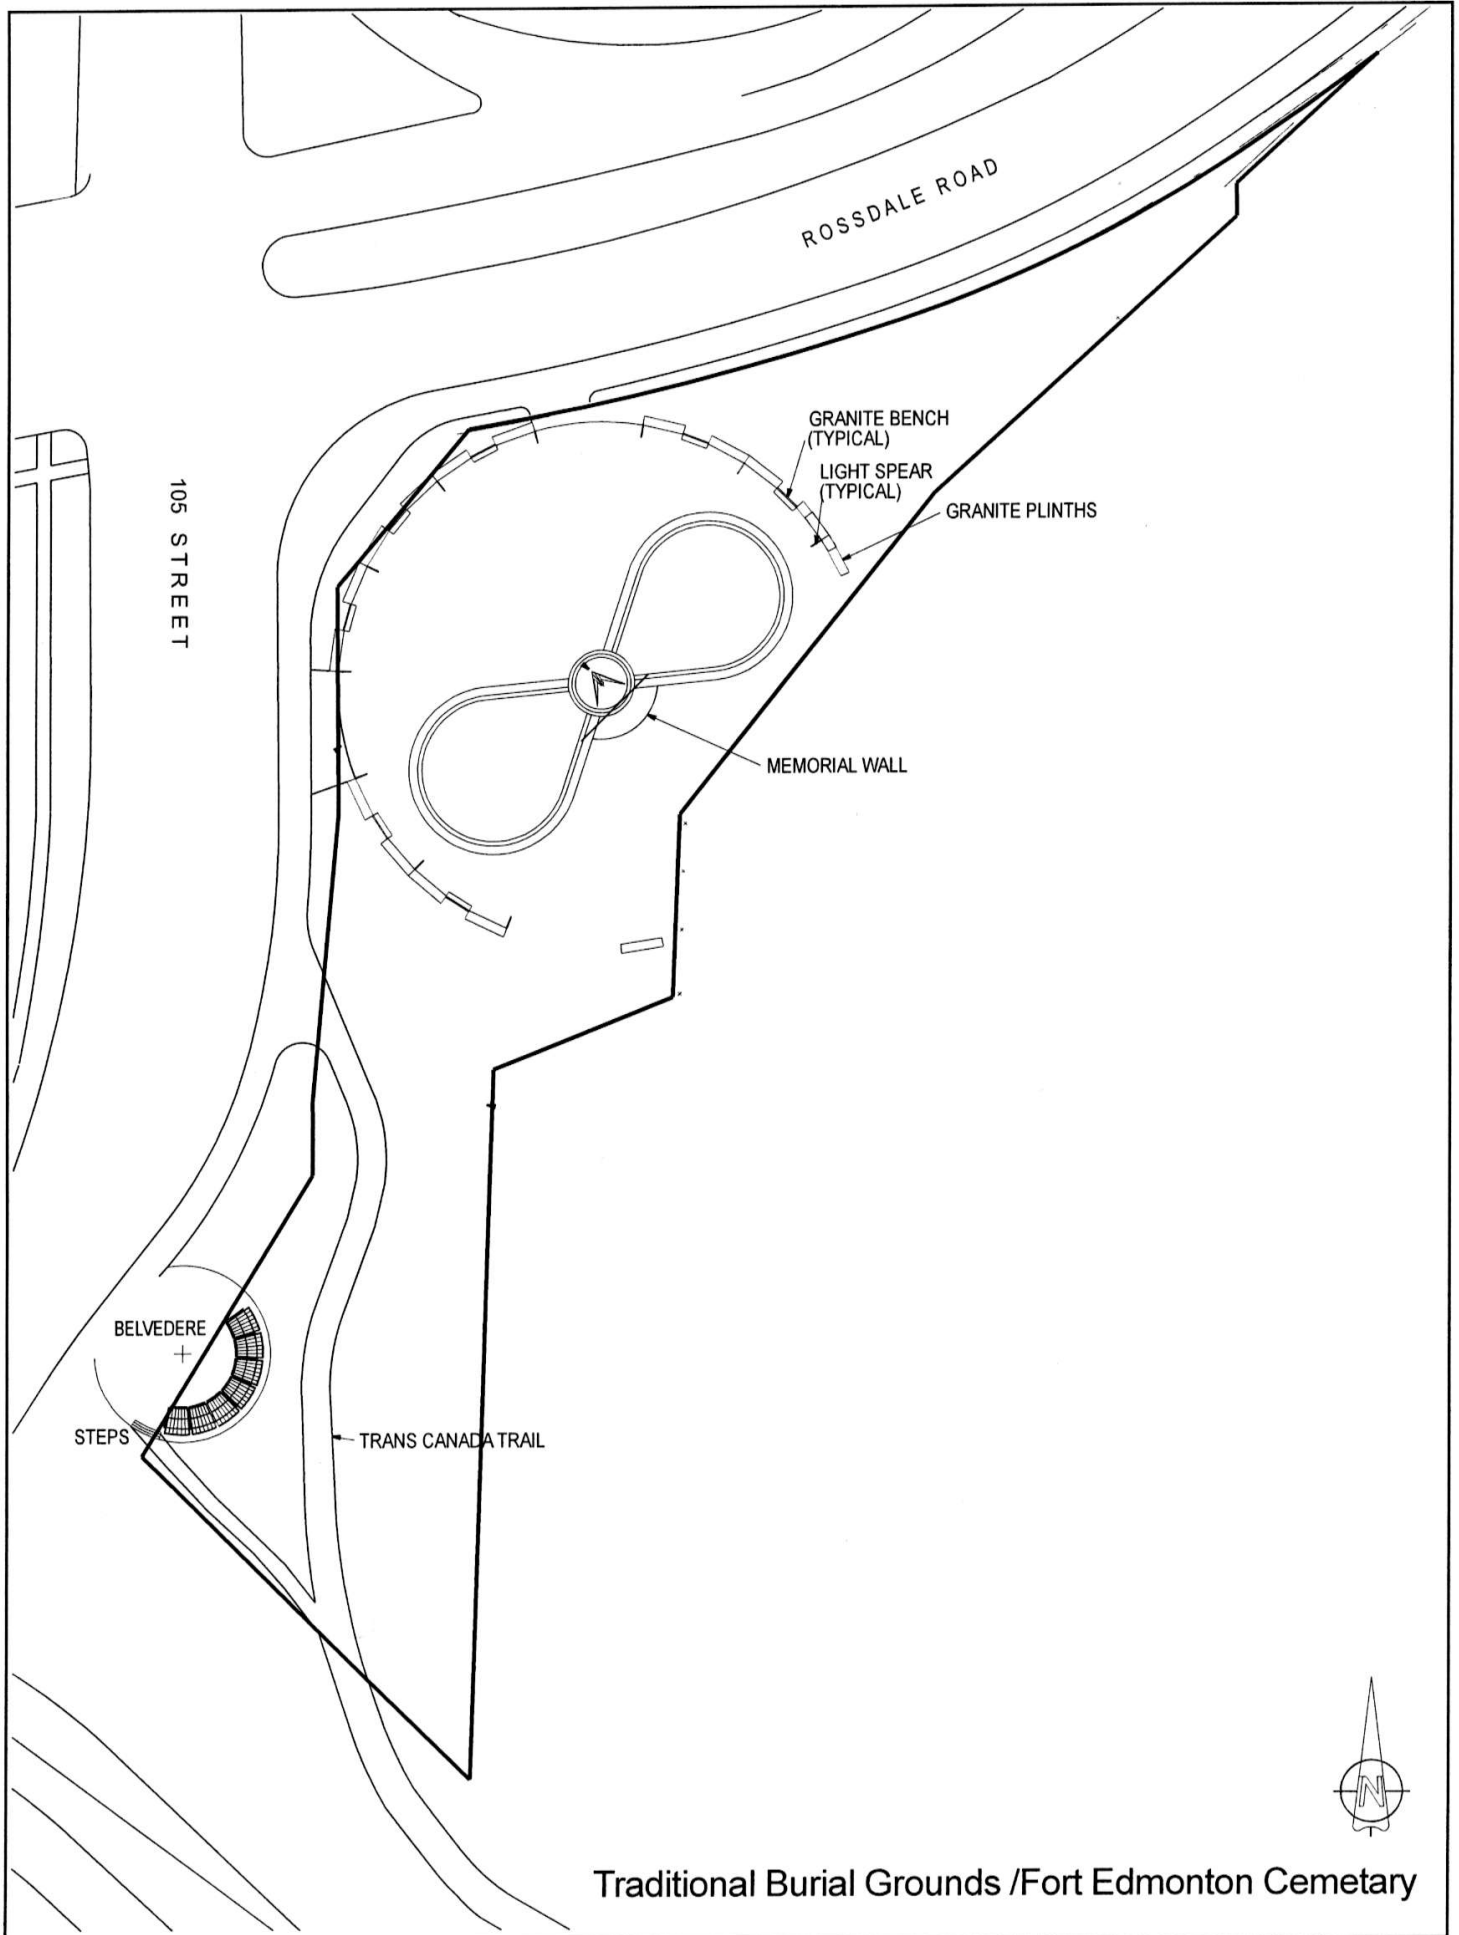 ROSSDALE ROAD
GRANITE BENCH
(TYPICAL)
LIGHT SPEAR
(TYPICAL)
GRANITE PLINTHS
105 STREET
MEMORIAL WALL
BELVEDERE
STEPS
TRANS CANADA TRAIL
N
Traditional Burial Grounds /Fort Edmonton Cemetary